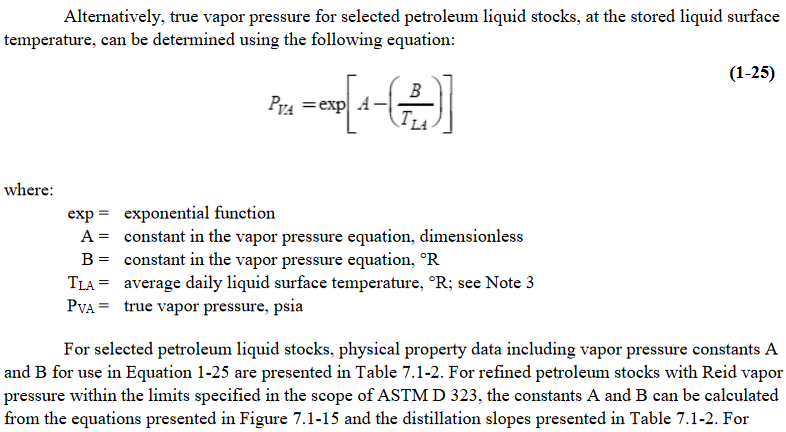 Alternatively, true vapor pressure for selected petroleum liquid stocks, at the stored liquid surface
temperature, can be determined using the following equation:
(1-25)
P_VA = exp[A − (B / T_LA)]
where:
exp = exponential function
A = constant in the vapor pressure equation, dimensionless
B = constant in the vapor pressure equation, °R
TLA = average daily liquid surface temperature, °R; see Note 3
PVA = true vapor pressure, psia
For selected petroleum liquid stocks, physical property data including vapor pressure constants A
and B for use in Equation 1-25 are presented in Table 7.1-2. For refined petroleum stocks with Reid vapor
pressure within the limits specified in the scope of ASTM D 323, the constants A and B can be calculated
from the equations presented in Figure 7.1-15 and the distillation slopes presented in Table 7.1-2. For